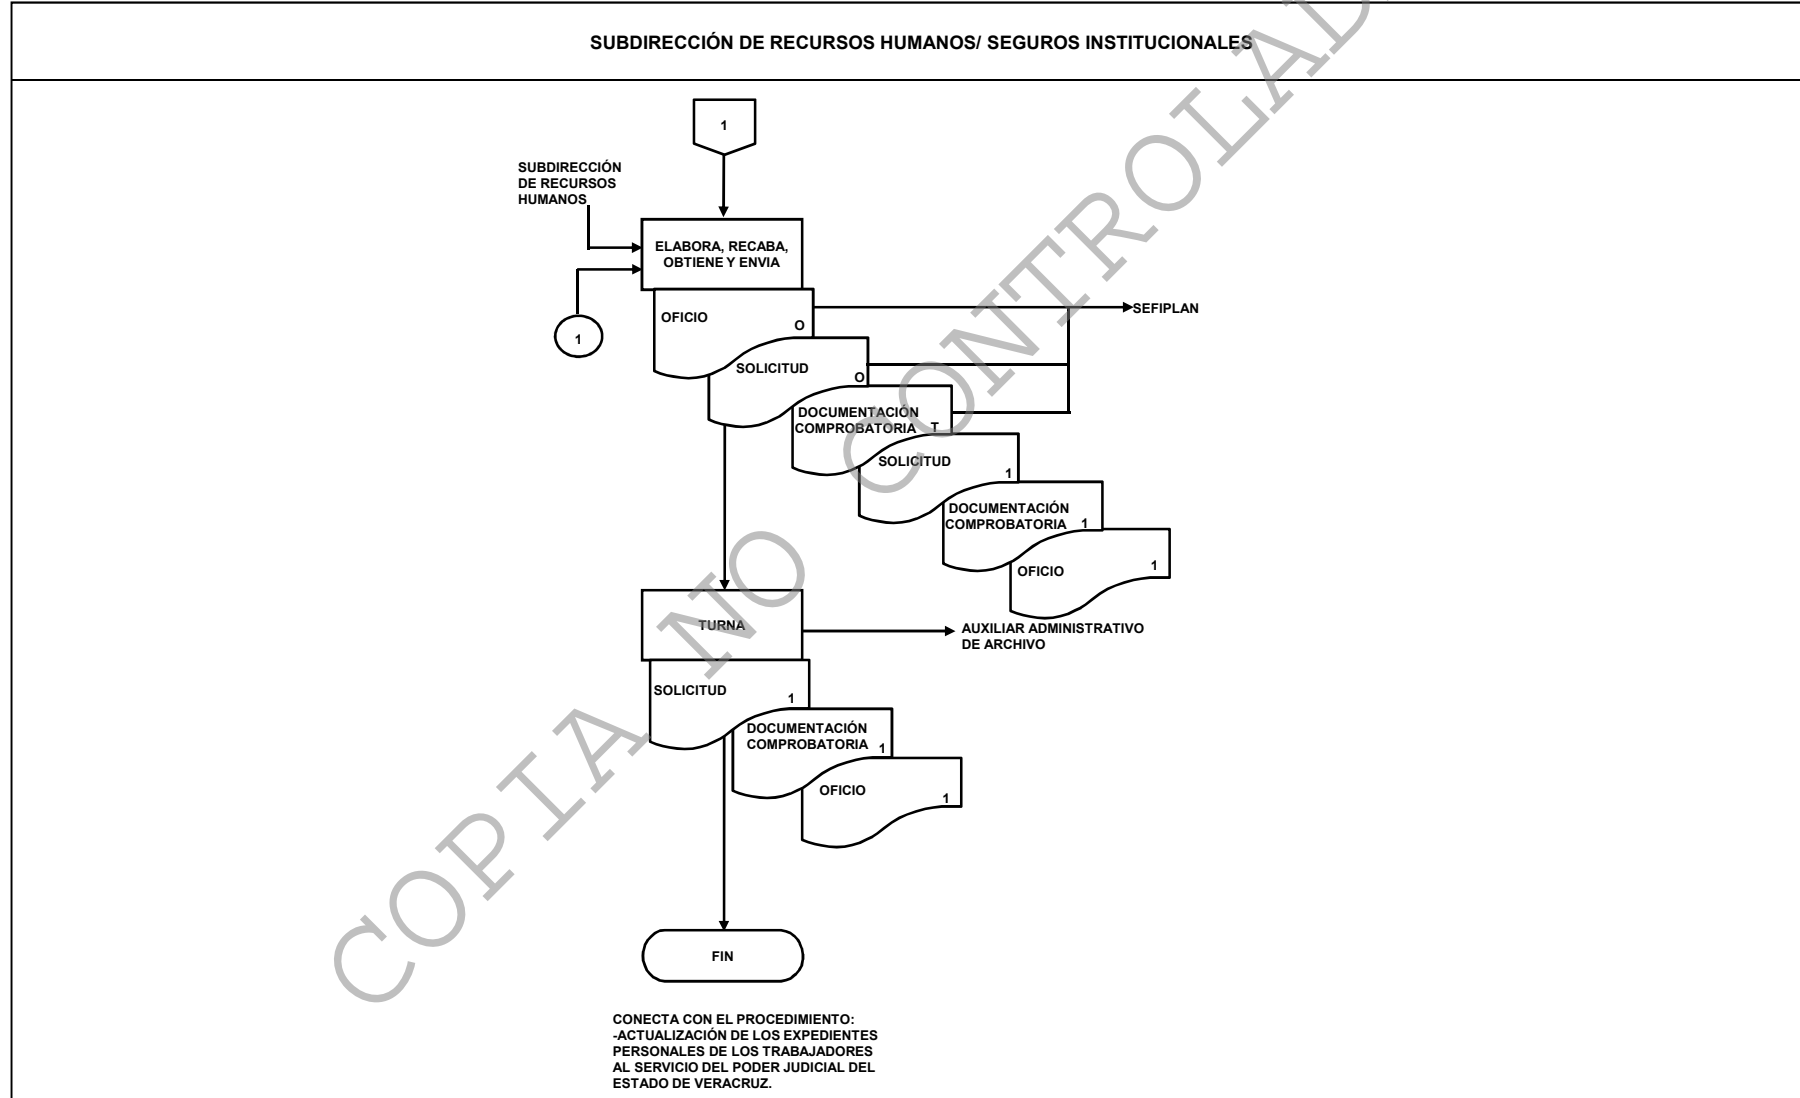 SUBDIRECCIÓN DE RECURSOS HUMANOS/ SEGUROS INSTITUCIONALES
1
SUBDIRECCIÓN
DE RECURSOS
HUMANOS
ELABORA, RECABA,
OBTIENE Y ENVIA
1
OFICIO
O
SEFIPLAN
SOLICITUD
O
DOCUMENTACIÓN
COMPROBATORIA T
SOLICITUD
1
DOCUMENTACIÓN
COMPROBATORIA 1
OFICIO
1
TURNA
AUXILIAR ADMINISTRATIVO
DE ARCHIVO
SOLICITUD
1
DOCUMENTACIÓN
COMPROBATORIA 1
OFICIO
1
FIN
CONECTA CON EL PROCEDIMIENTO:
-ACTUALIZACIÓN DE LOS EXPEDIENTES
PERSONALES DE LOS TRABAJADORES
AL SERVICIO DEL PODER JUDICIAL DEL
ESTADO DE VERACRUZ.
COPIA NO CONTROLAD